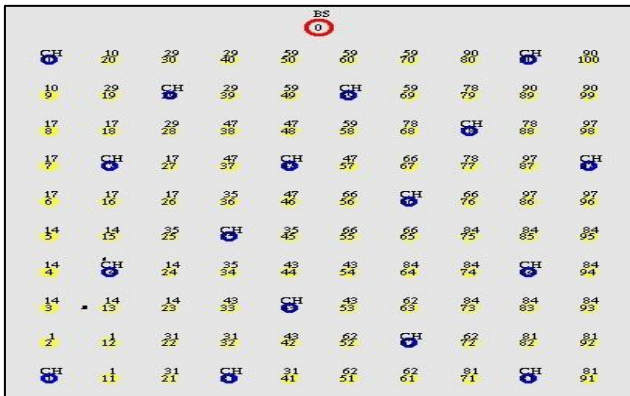 BS
0
CH 10 29 29 59 59 59 90 CH 90
20 30 40 50 60 70 80 100
10 29 CH 29 59 CH 59 78 90 90
9 19 39 49 69 79 89 99
17 17 29 47 47 59 78 CH 78 97
8 18 28 38 48 58 68 88 98
17 CH 17 47 CH 47 66 78 97 CH
7 27 37 57 67 77 87
17 17 17 35 47 66 CH 66 97 97
6 16 26 36 46 56 76 86 96
14 14 35 CH 35 66 66 84 84 84
5 15 25 45 55 65 75 85 95
14 CH 14 35 43 43 84 84 CH 84
4 24 34 44 54 64 74 94
14 14 14 43 CH 43 62 84 84 84
3 13 23 33 53 63 73 83 93
1 1 31 31 43 62 CH 62 81 81
2 12 22 32 42 52 72 82 92
CH 1 31 CH 31 62 62 81 CH 81
11 21 41 51 61 71 91